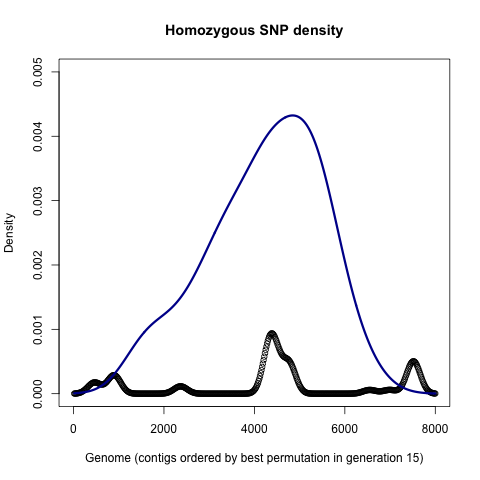 Homozygous SNP density
Density
0.005
0.004
0.003
0.002
0.001
0.000
0 2000 4000 6000 8000
Genome (contigs ordered by best permutation in generation 15)